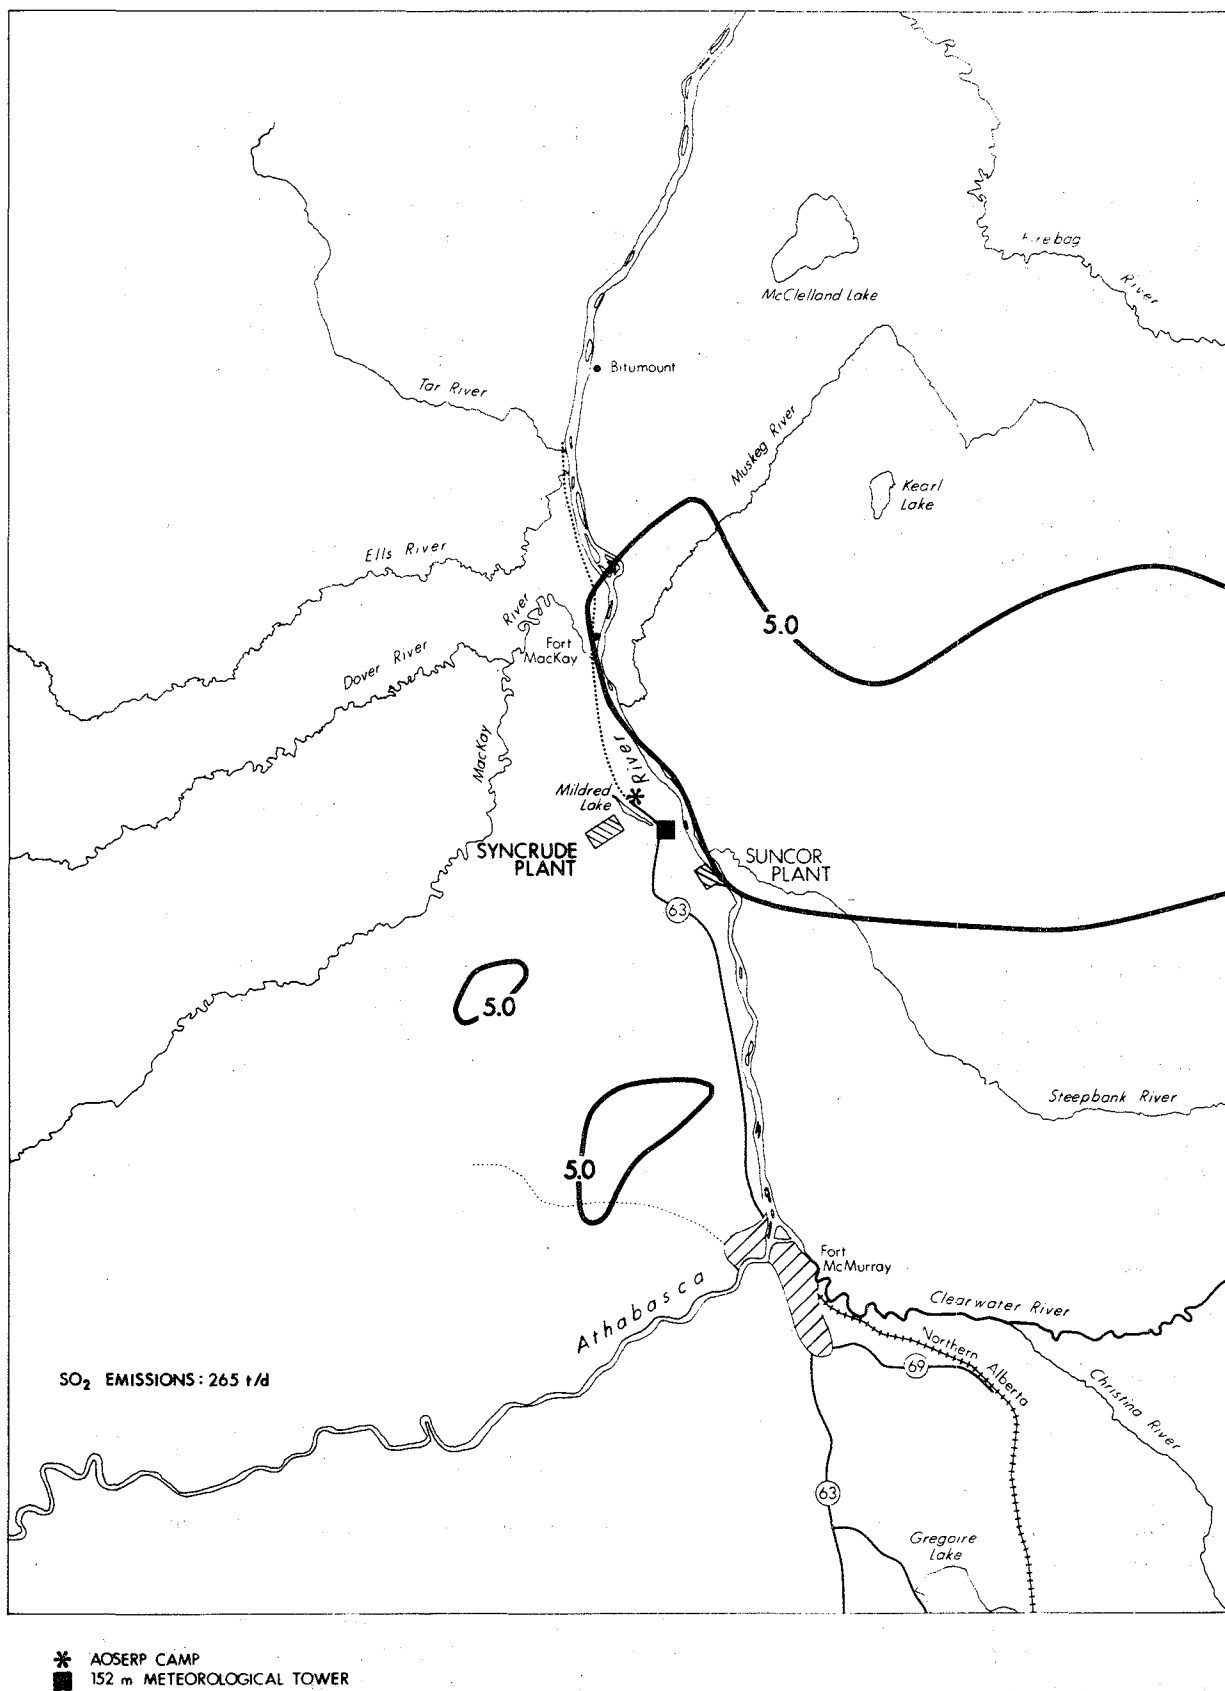 McClelland Lake
River
Bitumount
Tar River
Muskeg River
Kearl
Lake
Ells River
River
5.0
Fort
MacKay
Dover River
MacKay
River
Mildred
Lake
SYNCRUDE
PLANT
SUNCOR
PLANT
63
5.0
Steepbank River
5.0
Fort
McMurray
Athabasca
Clearwater River
Northern Alberta
69
Christina River
SO₂ EMISSIONS: 265 t/d
63
Gregoire
Lake
AOSERP CAMP
152 m METEOROLOGICAL TOWER